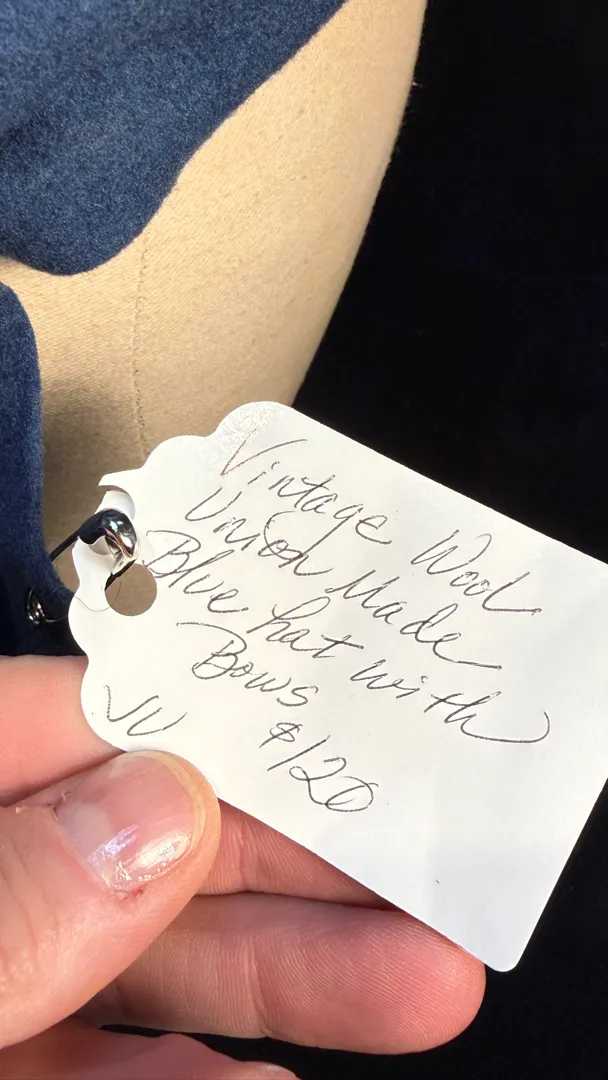 Vintage Wool
Union Made
Blue hat with
Bows
VV $120